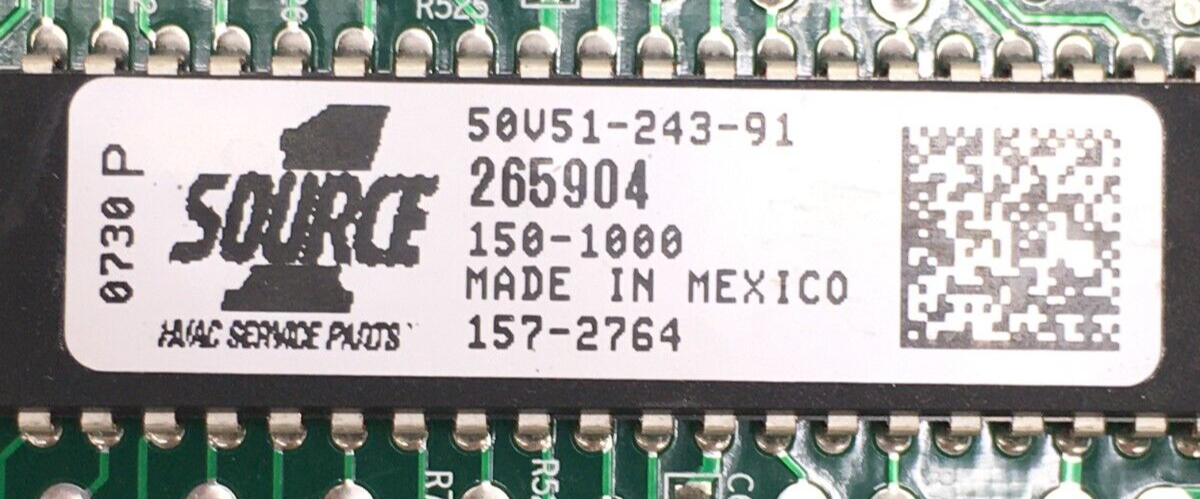 R525
0730 P
SOURCE
1
HVAC SERVICE PARTS
50V51-243-91
265904
150-1000
MADE IN MEXICO
157-2764